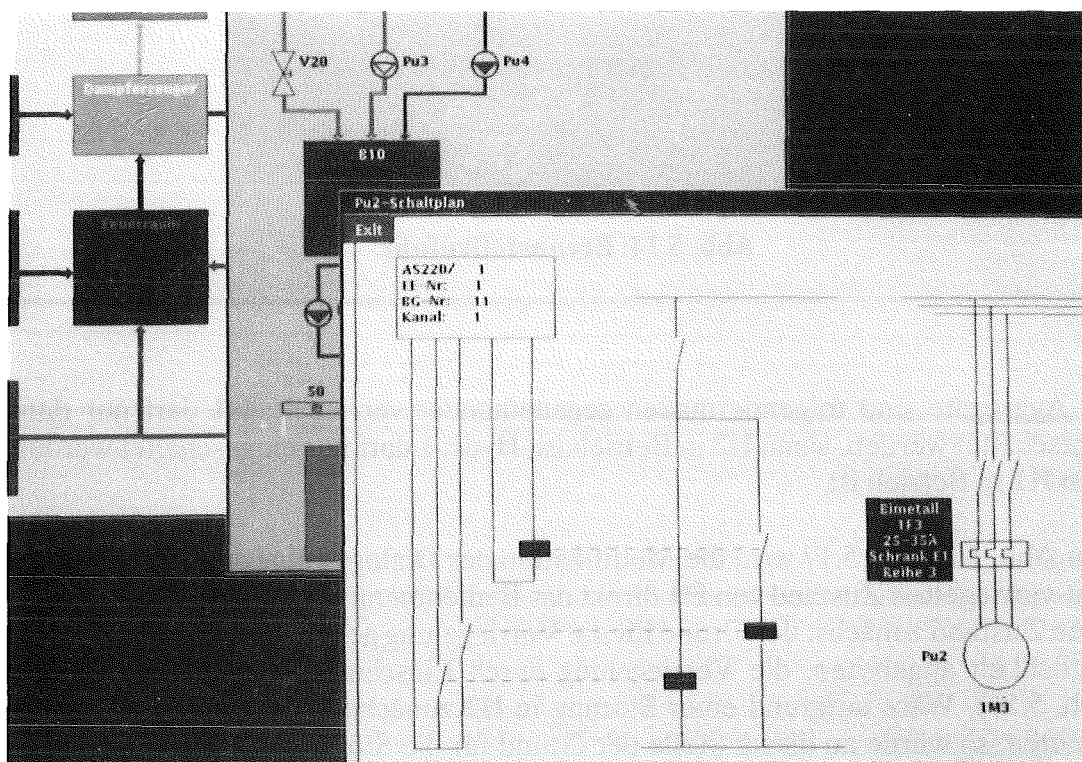 Dampferzeuger
Feuerraum
V20
Pu3
Pu4
B10
Pu2-Schaltplan
Exit
AS220/ 1
EE-Nr: 1
BG-Nr: 11
Kanal: 1
Eimetall
1F3
25-35A
Schrank E1
Reihe 3
Pu2
1M3